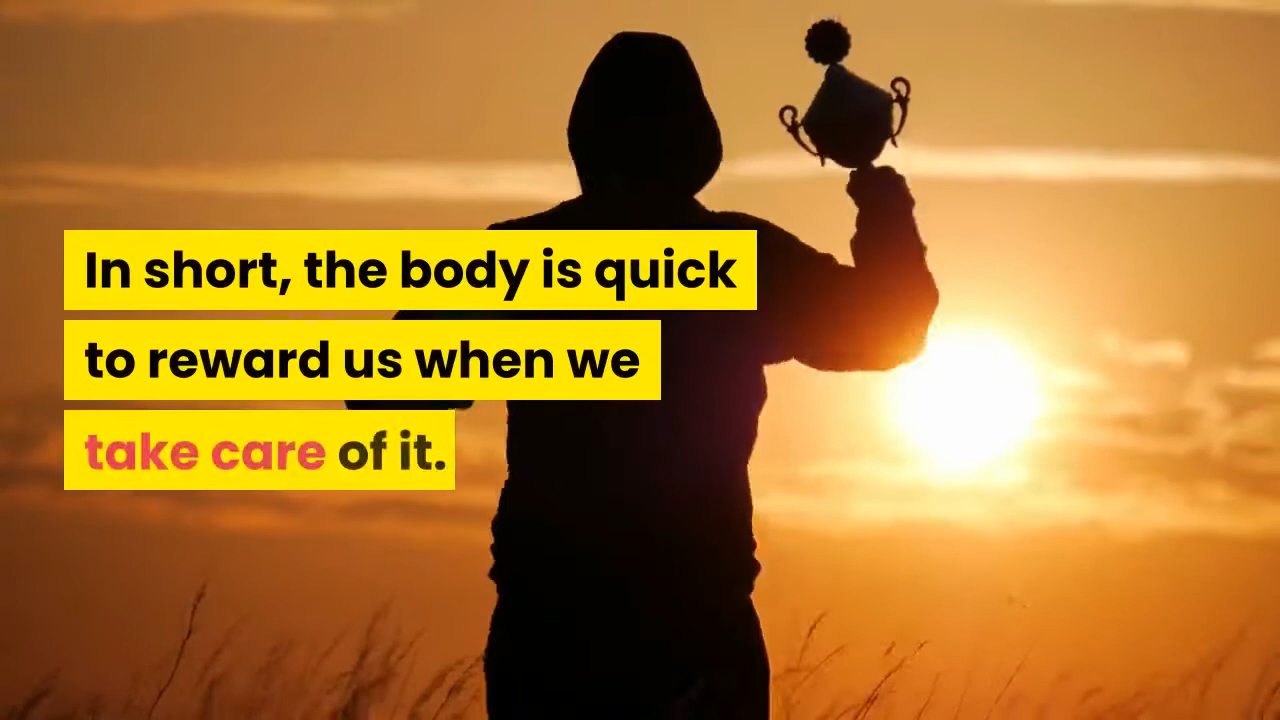 In short, the body is quick
to reward us when we
take care of it.